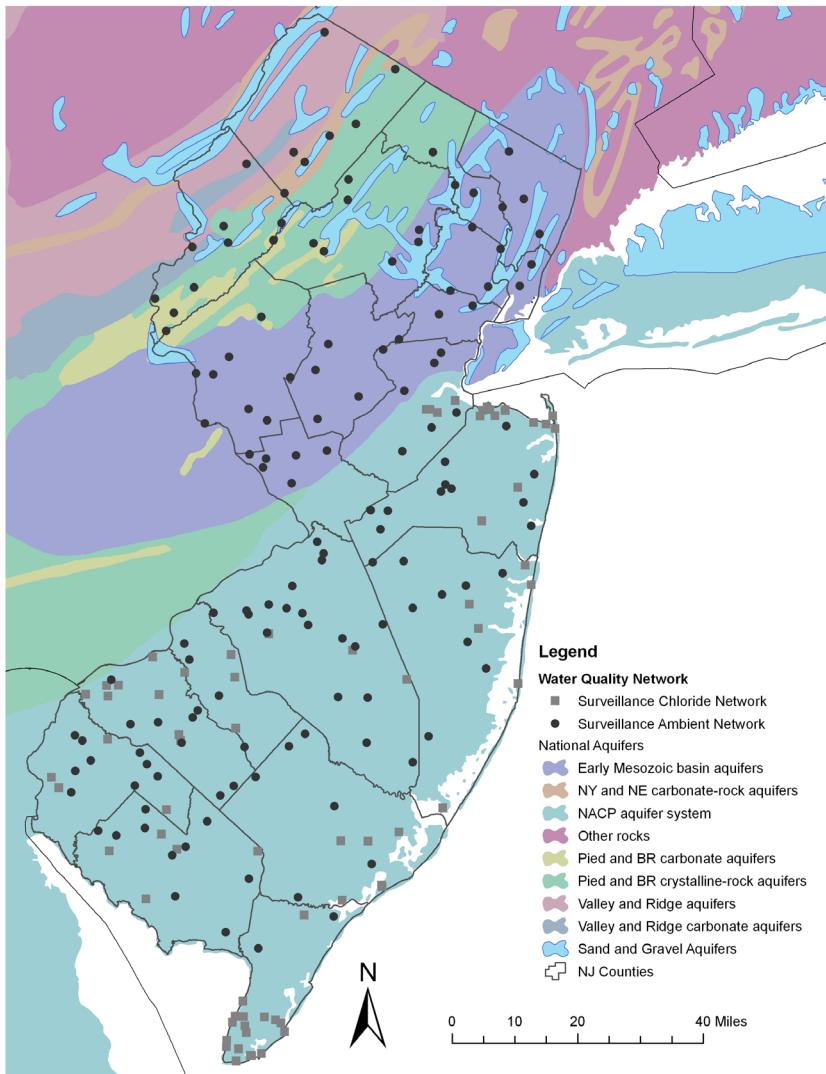 Legend
Water Quality Network
Surveillance Chloride Network
Surveillance Ambient Network
National Aquifers
Early Mesozoic basin aquifers
NY and NE carbonate-rock aquifers
NACP aquifer system
Other rocks
Pied and BR carbonate aquifers
Pied and BR crystalline-rock aquifers
Valley and Ridge aquifers
Valley and Ridge carbonate aquifers
Sand and Gravel Aquifers
NJ Counties
N
0 10 20 40 Miles